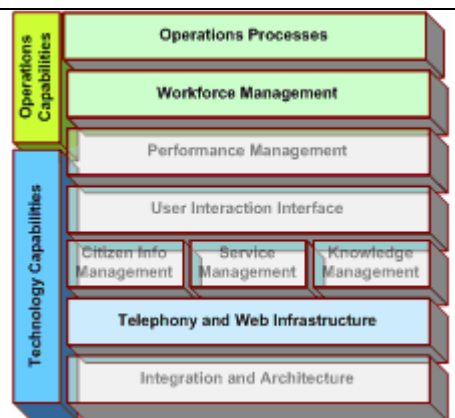 Operations
Capabilities
Operations Processes
Workforce Management
Performance Management
Technology Capabilities
User Interaction Interface
Citizen Info
Management
Service
Management
Knowledge
Management
Telephony and Web Infrastructure
Integration and Architecture